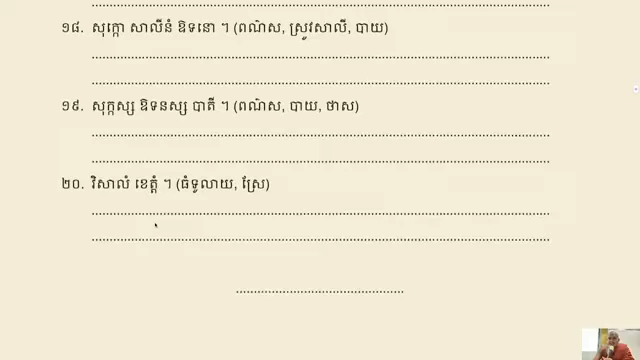 ១៨. សុក្កោ សាលីនំ ឱទនោ ។ (ពណ៌ស, ស្រូវសាលី, បាយ)
១៩. សុក្កស្ស ឱទនស្ស បាតី ។ (ពណ៌ស, បាយ, ថាស)
២០. វិសាលំ ខេត្តំ ។ (ធំទូលាយ, ស្រែ)